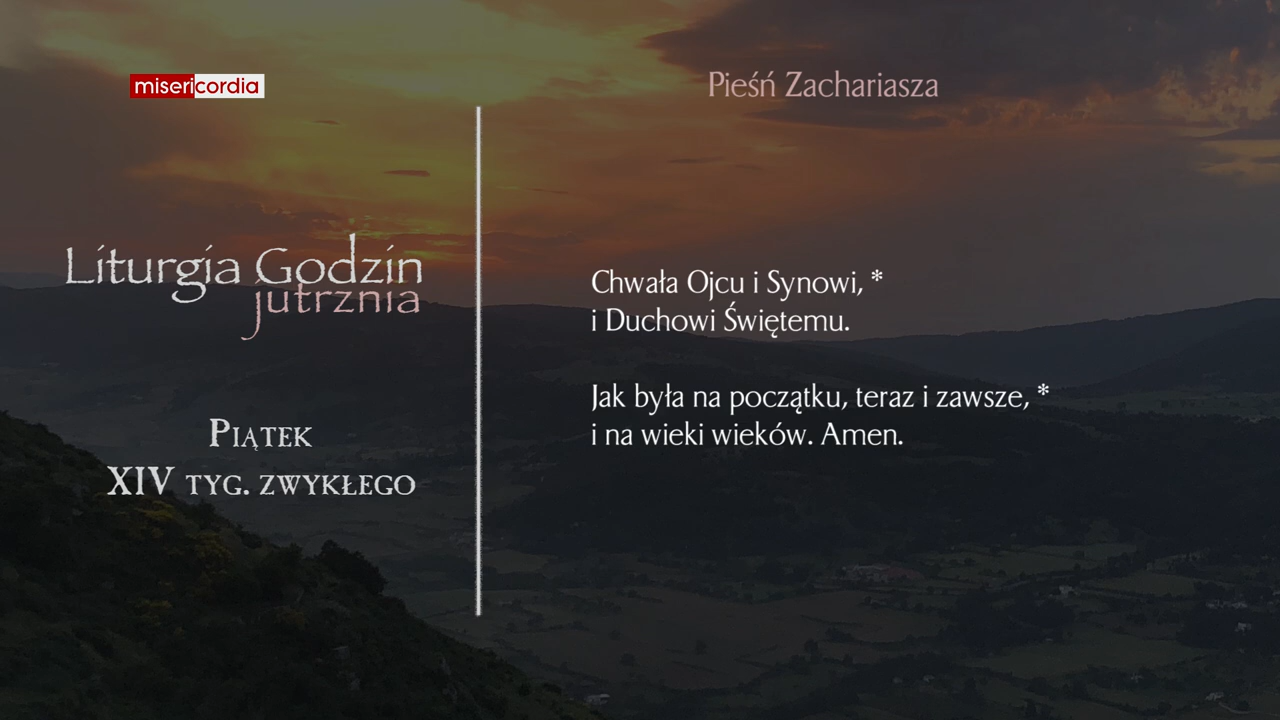 misericordia
Pieśń Zachariasza
Liturgia Godzin
jutrznia
Piątek
XIV tyg. zwykłego
Chwała Ojcu i Synowi, *
i Duchowi Świętemu.
Jak była na początku, teraz i zawsze, *
i na wieki wieków. Amen.